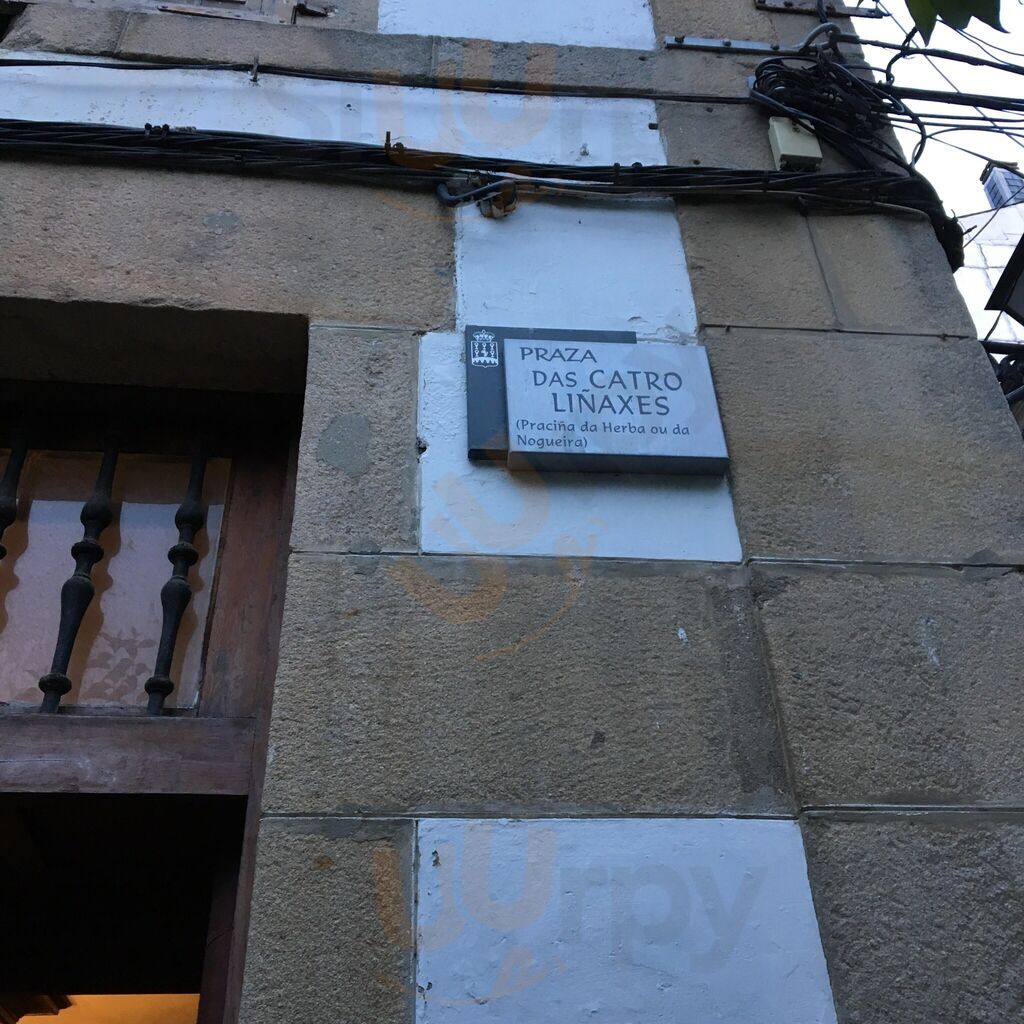 PRAZA
DAS CATRO
LIÑAXES
(Praciña da Herba ou da
Nogueira)